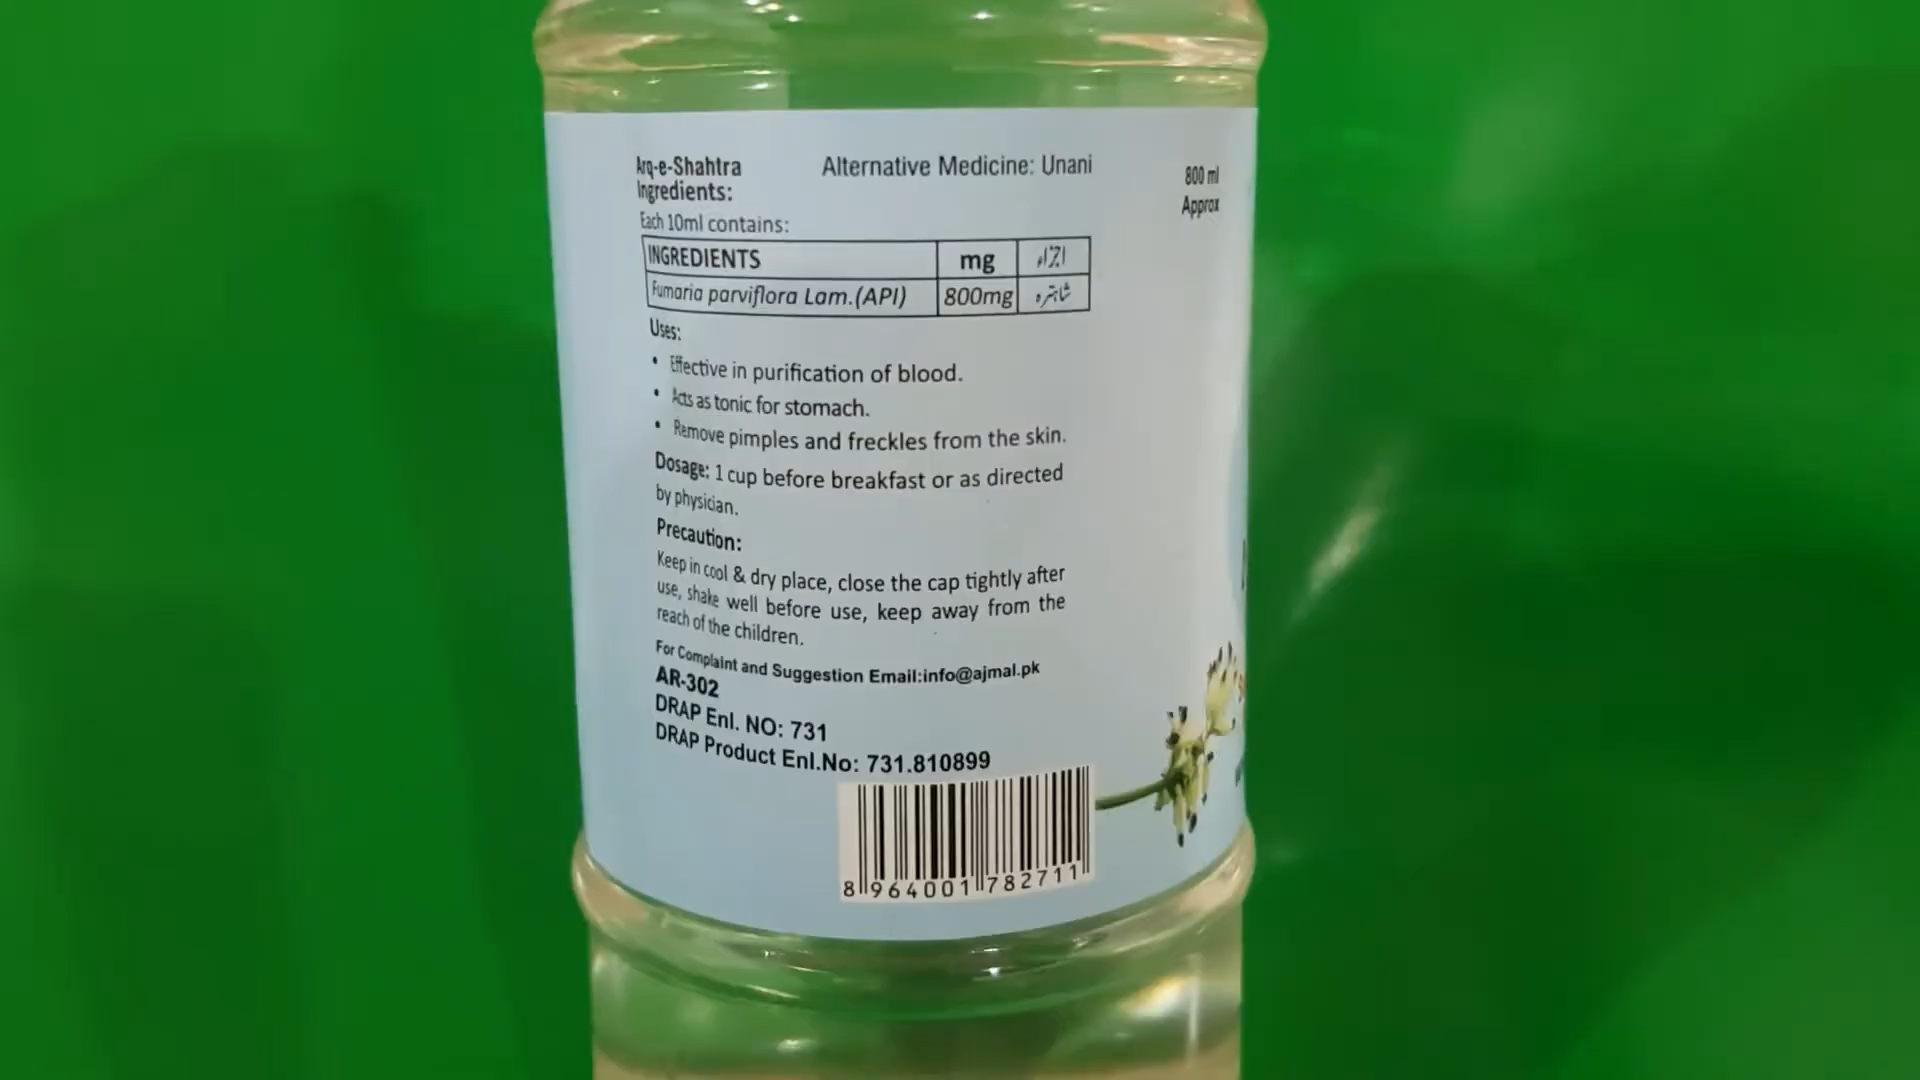 Arq-e-Shahtra Alternative Medicine: Unani 800 ml
Ingredients: Approx
Each 10ml contains:
INGREDIENTS mg اجزاء
Fumaria parviflora Lam.(API) 800mg شاہترہ
Uses:
• Effective in purification of blood.
• Acts as tonic for stomach.
• Remove pimples and freckles from the skin.
Dosage: 1 cup before breakfast or as directed
by physician.
Precaution:
Keep in cool & dry place, close the cap tightly after
use, shake well before use, keep away from the
reach of the children.
For Complaint and Suggestion Email:info@ajmal.pk
AR-302
DRAP Enl. NO: 731
DRAP Product Enl.No: 731.810899
8 964001 782711